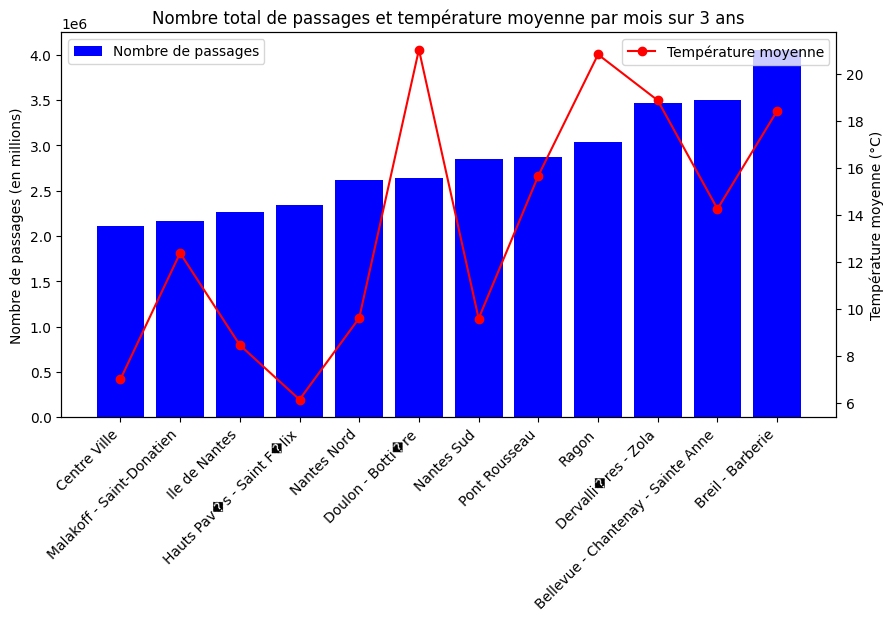 Nombre total de passages et température moyenne par mois sur 3 ans
1e6
Nombre de passages
Température moyenne
4.0
3.5
3.0
2.5
2.0
1.5
1.0
0.5
0.0
20
18
16
14
12
10
8
6
Nombre de passages (en millions)
Température moyenne (°C)
Centre Ville
Malakoff - Saint-Donatien
Ile de Nantes
Hauts Pav�s - Saint F�lix
Nantes Nord
Doulon - Botti�re
Nantes Sud
Pont Rousseau
Ragon
Dervalli�res - Zola
Bellevue - Chantenay - Sainte Anne
Breil - Barberie